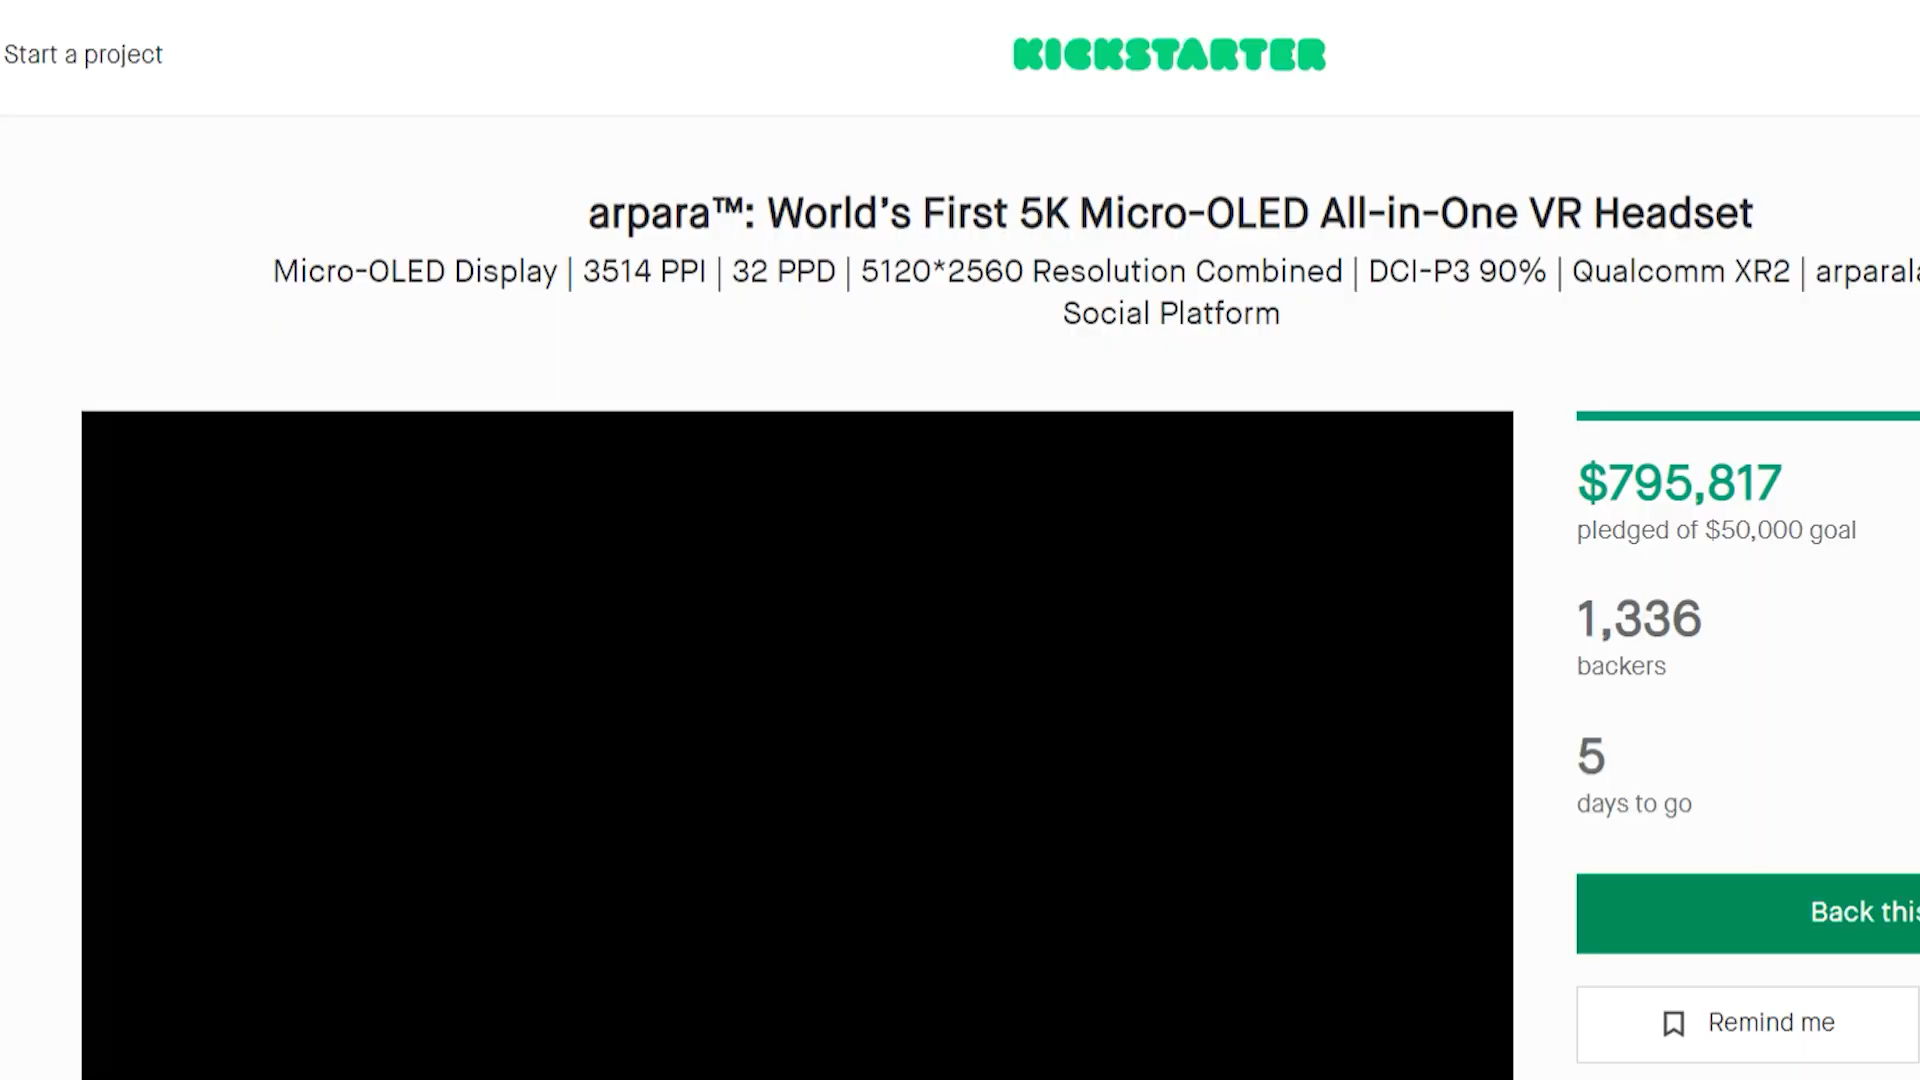 Start a project
KICKSTARTER
arpara™: World's First 5K Micro-OLED All-in-One VR Headset
Micro-OLED Display | 3514 PPI | 32 PPD | 5120*2560 Resolution Combined | DCI-P3 90% | Qualcomm XR2 |
Social Platform
$795,817
pledged of $50,000 goal
1,336
backers
5
days to go
Back this
Remind me